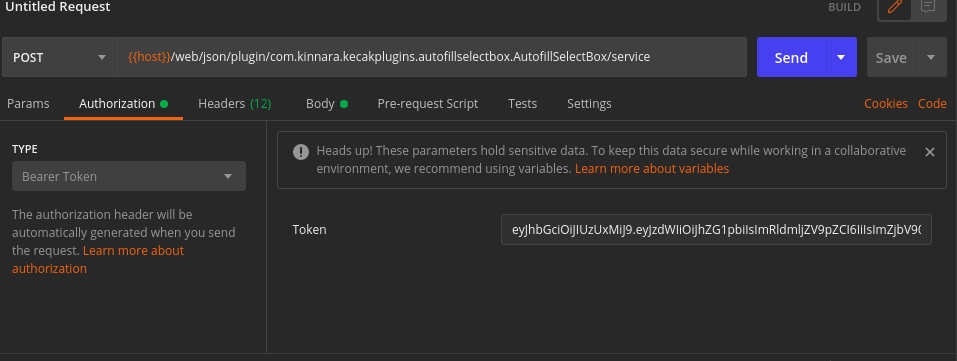 Untitled Request
BUILD
POST
{{host}}/web/json/plugin/com.kinnara.kecakplugins.autofillselectbox.AutofillSelectBox/service
Send
Save
Params
Authorization
Headers (12)
Body
Pre-request Script
Tests
Settings
Cookies
Code
TYPE
Bearer Token
The authorization header will be
automatically generated when you send
the request. Learn more about
authorization
Heads up! These parameters hold sensitive data. To keep this data secure while working in a collaborative
environment, we recommend using variables. Learn more about variables
Token